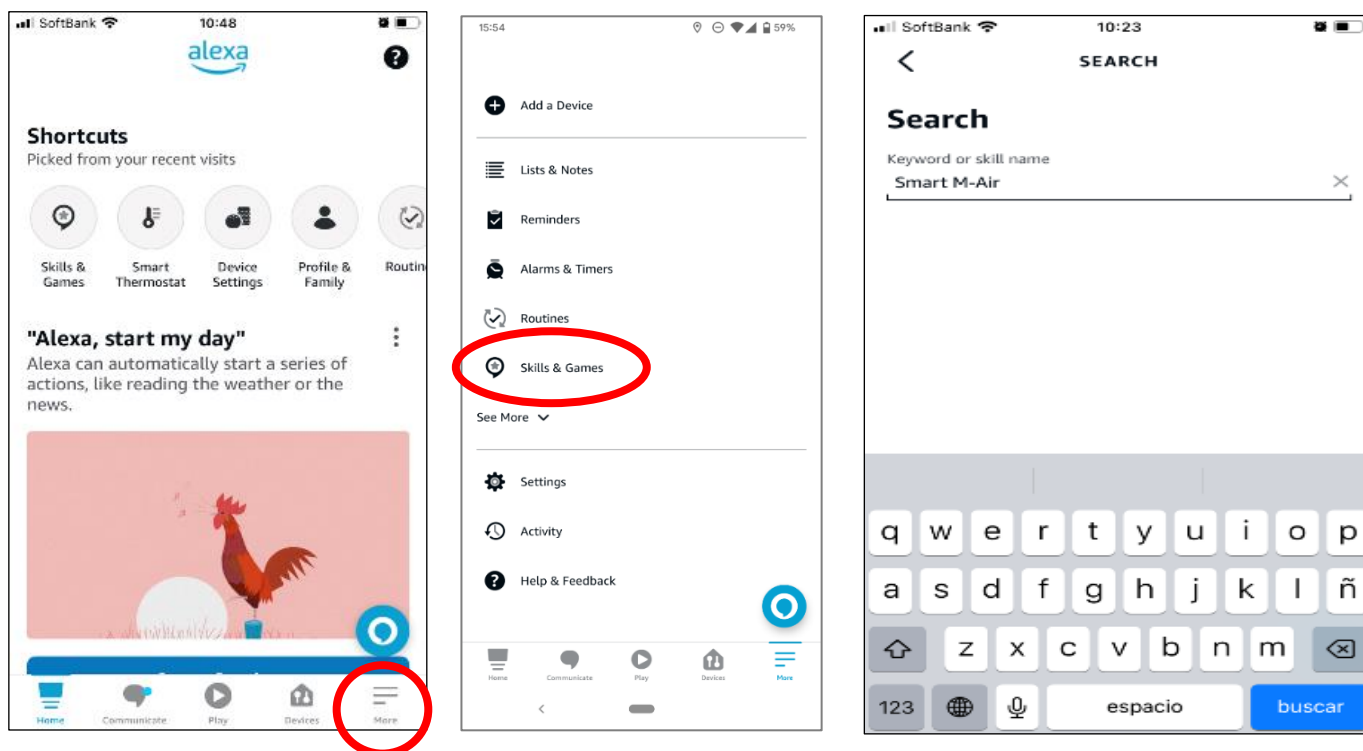 SoftBank 10:48
alexa
Shortcuts
Picked from your recent visits
Skills & Games
Smart Thermostat
Device Settings
Profile & Family
Routin
"Alexa, start my day"
Alexa can automatically start a series of
actions, like reading the weather or the
news.
Home Communicate Play Devices More
15:54 59%
Add a Device
Lists & Notes
Reminders
Alarms & Timers
Routines
Skills & Games
See More
Settings
Activity
Help & Feedback
Home Communicate Play Devices More
SoftBank 10:23
SEARCH
Search
Keyword or skill name
Smart M-Air
q w e r t y u i o p
a s d f g h j k l ñ
z x c v b n m
123 espacio buscar